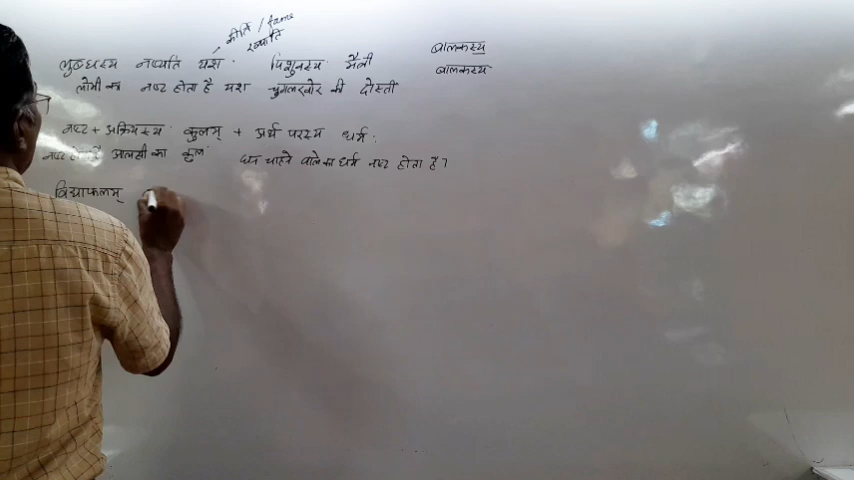 कीर्ति / fame
ख्याति
लुब्धस्य नश्यति यशः पिशुनस्य मैत्री
बालकस्य
लोभी का नष्ट होता है यश चुगलखोर की दोस्ती
बालकस्य
नष्ट + अक्रियस्य कुलम् + अर्थ परस्य धर्मः
नष्ट होता है आलसी का कुल
धन चाहने वाले का धर्म नष्ट होता है।
विद्याफलम्